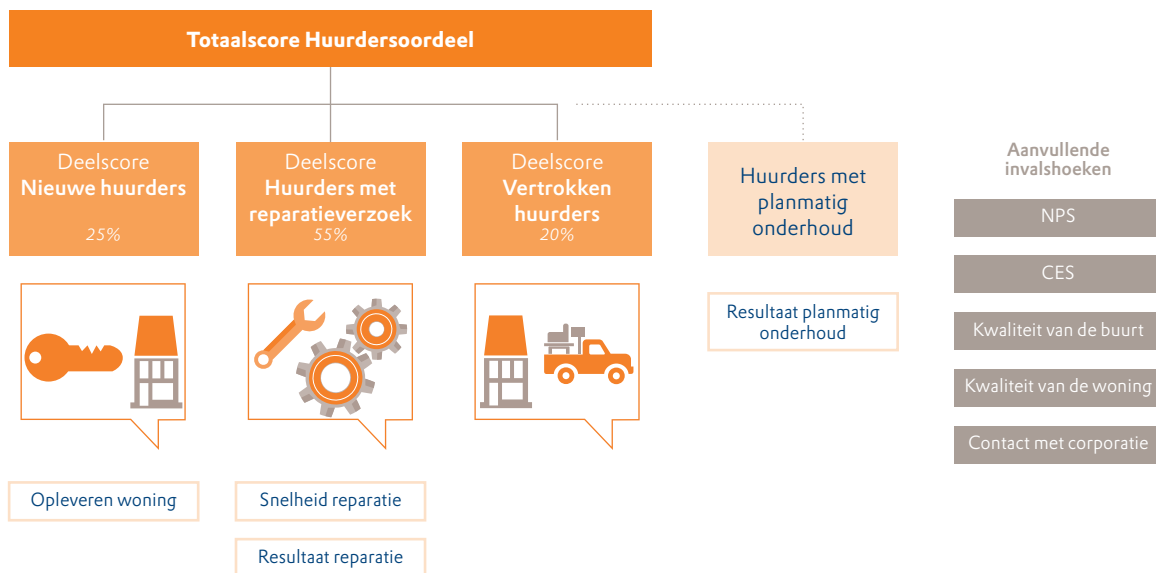 Totaalscore Huurdersoordeel
Deelscore
Nieuwe huurders
25%
Deelscore
Huurders met
reparatieverzoek
55%
Deelscore
Vertrokken
huurders
20%
Huurders met
planmatig
onderhoud
Resultaat planmatig
onderhoud
Opleveren woning
Snelheid reparatie
Resultaat reparatie
Aanvullende
invalshoeken
NPS
CES
Kwaliteit van de buurt
Kwaliteit van de woning
Contact met corporatie